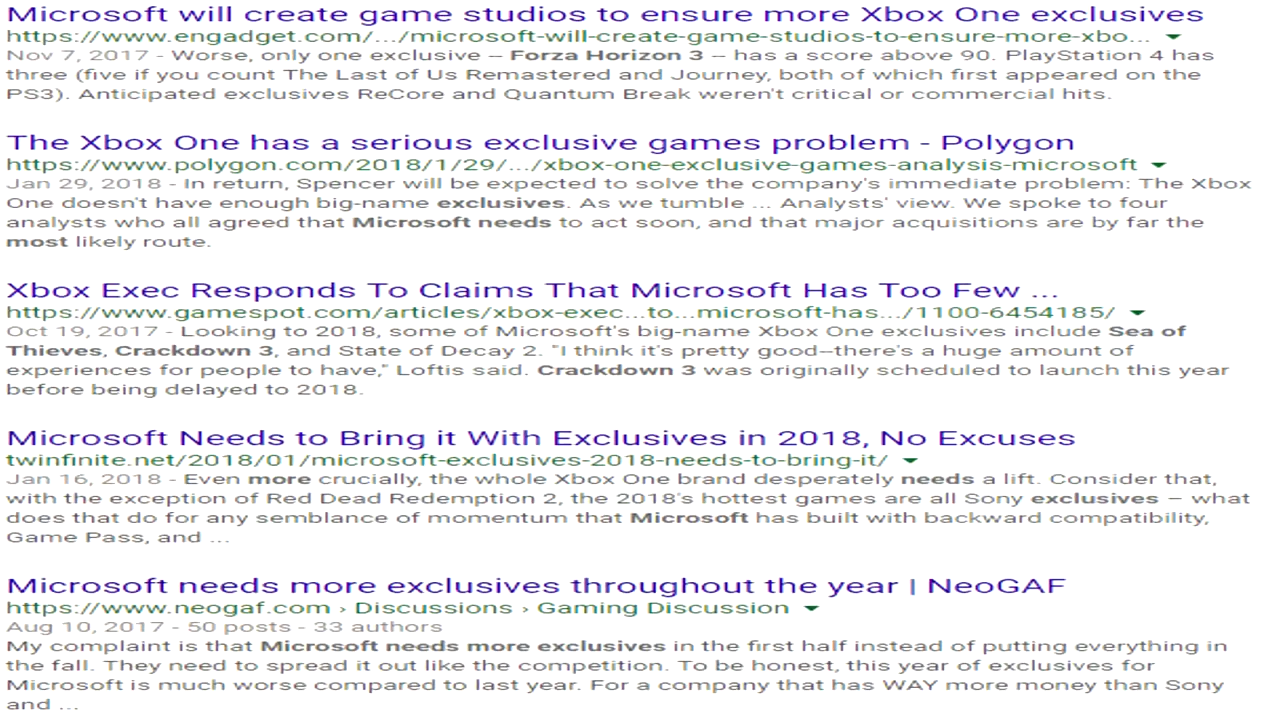 Microsoft will create game studios to ensure more Xbox One exclusives
https://www.engadget.com/.../microsoft-will-create-game-studios-to-ensure-more-xbo...
Nov 7, 2017 - Worse, only one exclusive -- Forza Horizon 3 -- has a score above 90. PlayStation 4 has
three (five if you count The Last of Us Remastered and Journey, both of which first appeared on the
PS3). Anticipated exclusives ReCore and Quantum Break weren't critical or commercial hits.
The Xbox One has a serious exclusive games problem - Polygon
https://www.polygon.com/2018/1/29/.../xbox-one-exclusive-games-analysis-microsoft
Jan 29, 2018 - In return, Spencer will be expected to solve the company's immediate problem: The Xbox
One doesn't have enough big-name exclusives. As we tumble ... Analysts' view. We spoke to four
analysts who all agreed that Microsoft needs to act soon, and that major acquisitions are by far the
most likely route.
Xbox Exec Responds To Claims That Microsoft Has Too Few ...
https://www.gamespot.com/articles/xbox-exec...to...microsoft-has.../1100-6454185/
Oct 19, 2017 - Looking to 2018, some of Microsoft's big-name Xbox One exclusives include Sea of
Thieves, Crackdown 3, and State of Decay 2. "I think it's pretty good--there's a huge amount of
experiences for people to have," Loftis said. Crackdown 3 was originally scheduled to launch this year
before being delayed to 2018.
Microsoft Needs to Bring it With Exclusives in 2018, No Excuses
twinfinite.net/2018/01/microsoft-exclusives-2018-needs-to-bring-it/
Jan 16, 2018 - Even more crucially, the whole Xbox One brand desperately needs a lift. Consider that,
with the exception of Red Dead Redemption 2, the 2018's hottest games are all Sony exclusives – what
does that do for any semblance of momentum that Microsoft has built with backward compatibility,
Game Pass, and ...
Microsoft needs more exclusives throughout the year | NeoGAF
https://www.neogaf.com › Discussions › Gaming Discussion
Aug 10, 2017 - 50 posts - 33 authors
My complaint is that Microsoft needs more exclusives in the first half instead of putting everything in
the fall. They need to spread it out like the competition. To be honest, this year of exclusives for
Microsoft is much worse compared to last year. For a company that has WAY more money than Sony
and ...